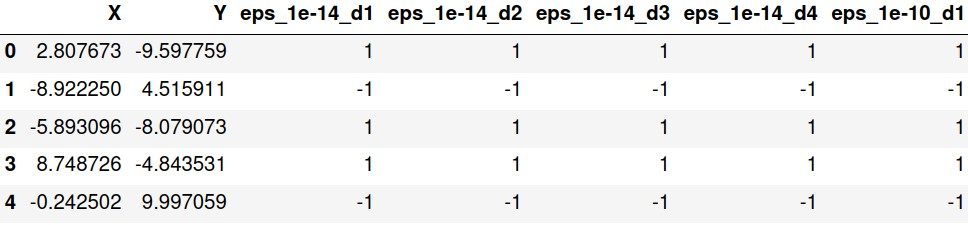 X Y eps_1e-14_d1 eps_1e-14_d2 eps_1e-14_d3 eps_1e-14_d4 eps_1e-10_d1
0 2.807673 -9.597759 1 1 1 1 1
1 -8.922250 4.515911 -1 -1 -1 -1 -1
2 -5.893096 -8.079073 1 1 1 1 1
3 8.748726 -4.843531 1 1 1 1 1
4 -0.242502 9.997059 -1 -1 -1 -1 -1